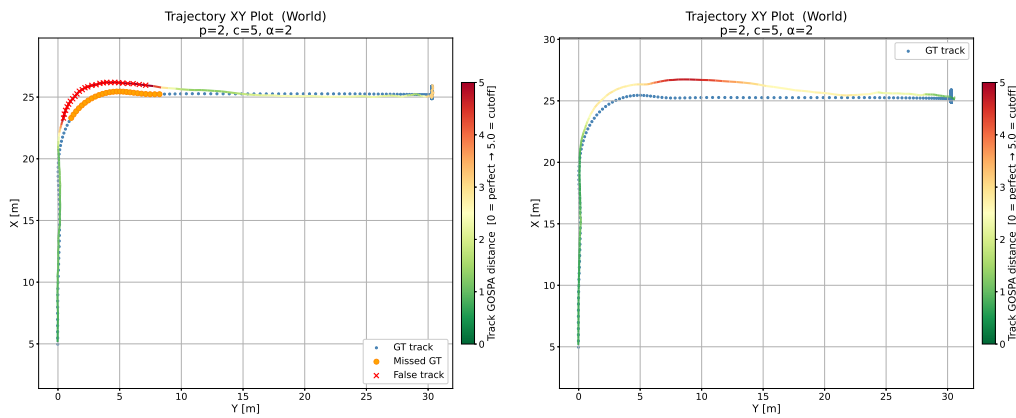 Trajectory XY Plot  (World)
p=2, c=5, α=2
X [m]
30
25
20
15
10
5
0
5
10
15
20
25
30
Y [m]
GT track
Missed GT
False track
5
4
3
2
1
0
Track GOSPA distance  [0 = perfect → 5.0 = cutoff]
Trajectory XY Plot  (World)
p=2, c=5, α=2
X [m]
30
25
20
15
10
5
0
5
10
15
20
25
30
Y [m]
GT track
5
4
3
2
1
0
Track GOSPA distance  [0 = perfect → 5.0 = cutoff]